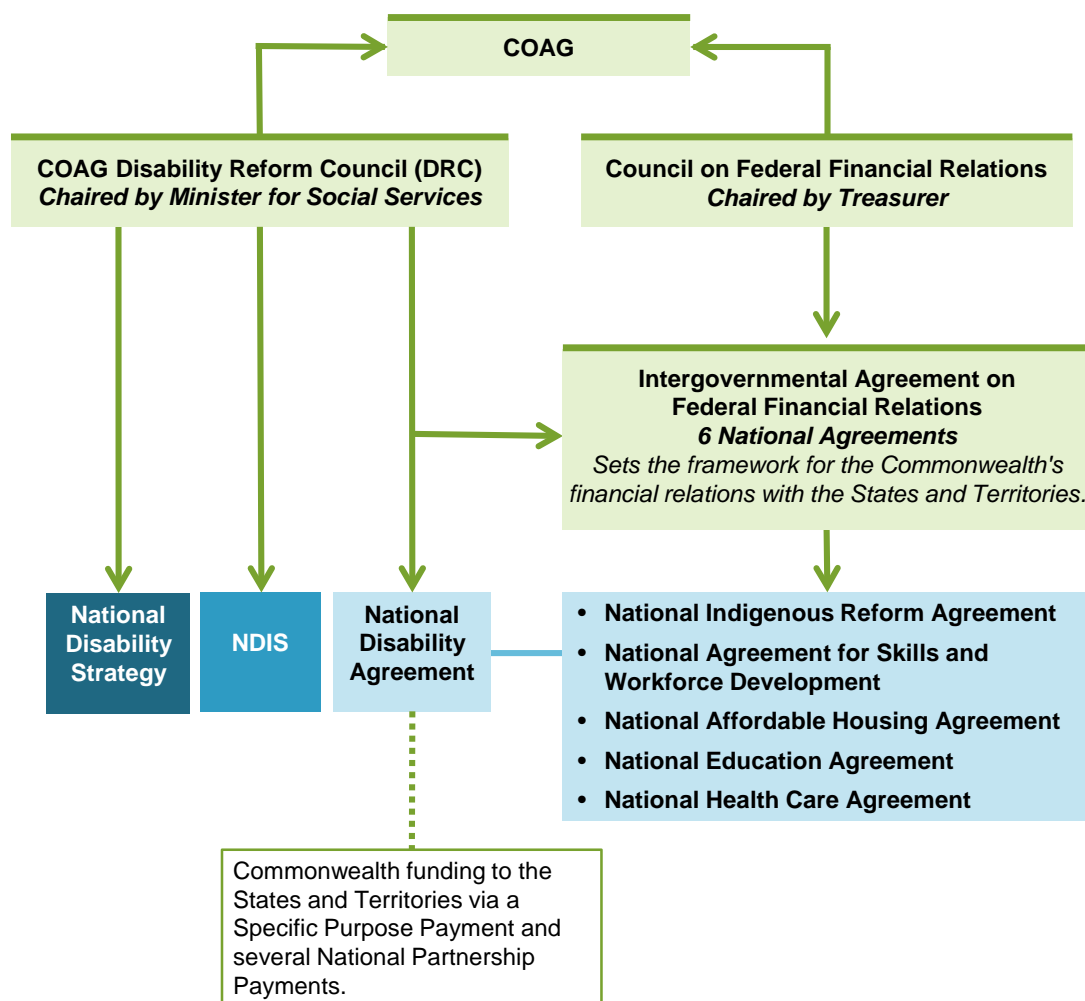 COAG
COAG Disability Reform Council (DRC)
Chaired by Minister for Social Services
Council on Federal Financial Relations
Chaired by Treasurer
Intergovernmental Agreement on
Federal Financial Relations
6 National Agreements
Sets the framework for the Commonwealth's
financial relations with the States and Territories.
National
Disability
Strategy
NDIS
National
Disability
Agreement
• National Indigenous Reform Agreement
• National Agreement for Skills and
Workforce Development
• National Affordable Housing Agreement
• National Education Agreement
• National Health Care Agreement
Commonwealth funding to the
States and Territories via a
Specific Purpose Payment and
several National Partnership
Payments.